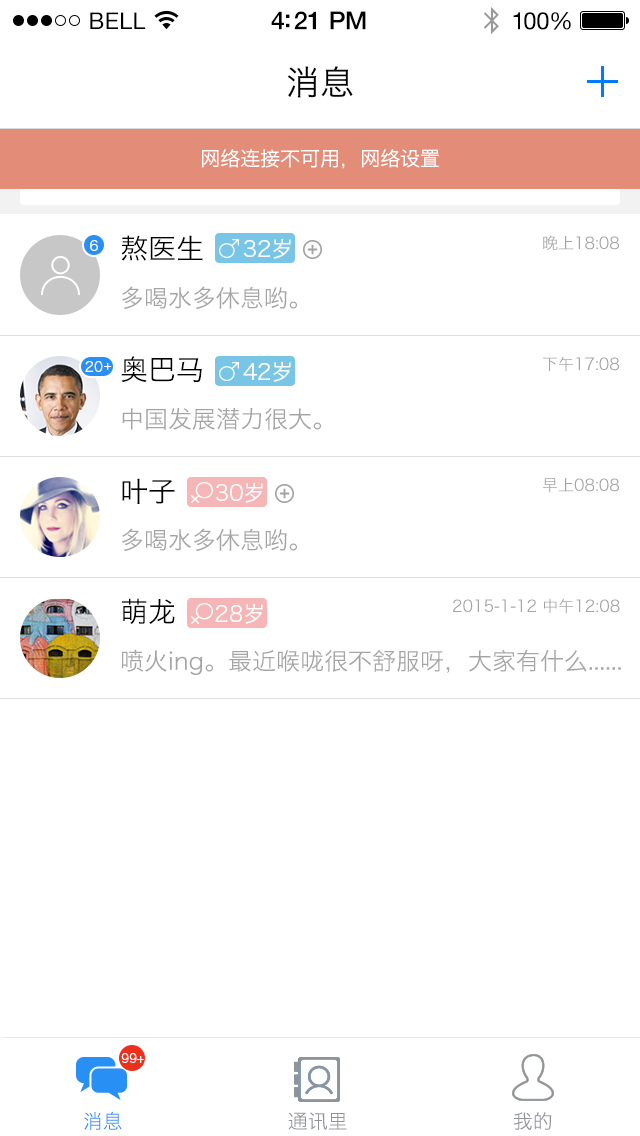 BELL 4:21 PM 100%
消息
网络连接不可用，网络设置
6 熬医生 ♂32岁 晚上18:08
多喝水多休息哟。
20+ 奥巴马 ♂42岁 下午17:08
中国发展潜力很大。
叶子 ♀30岁 早上08:08
多喝水多休息哟。
萌龙 ♀28岁 2015-1-12 中午12:08
喷火ing。最近喉咙很不舒服呀，大家有什么......
99+
消息 通讯里 我的